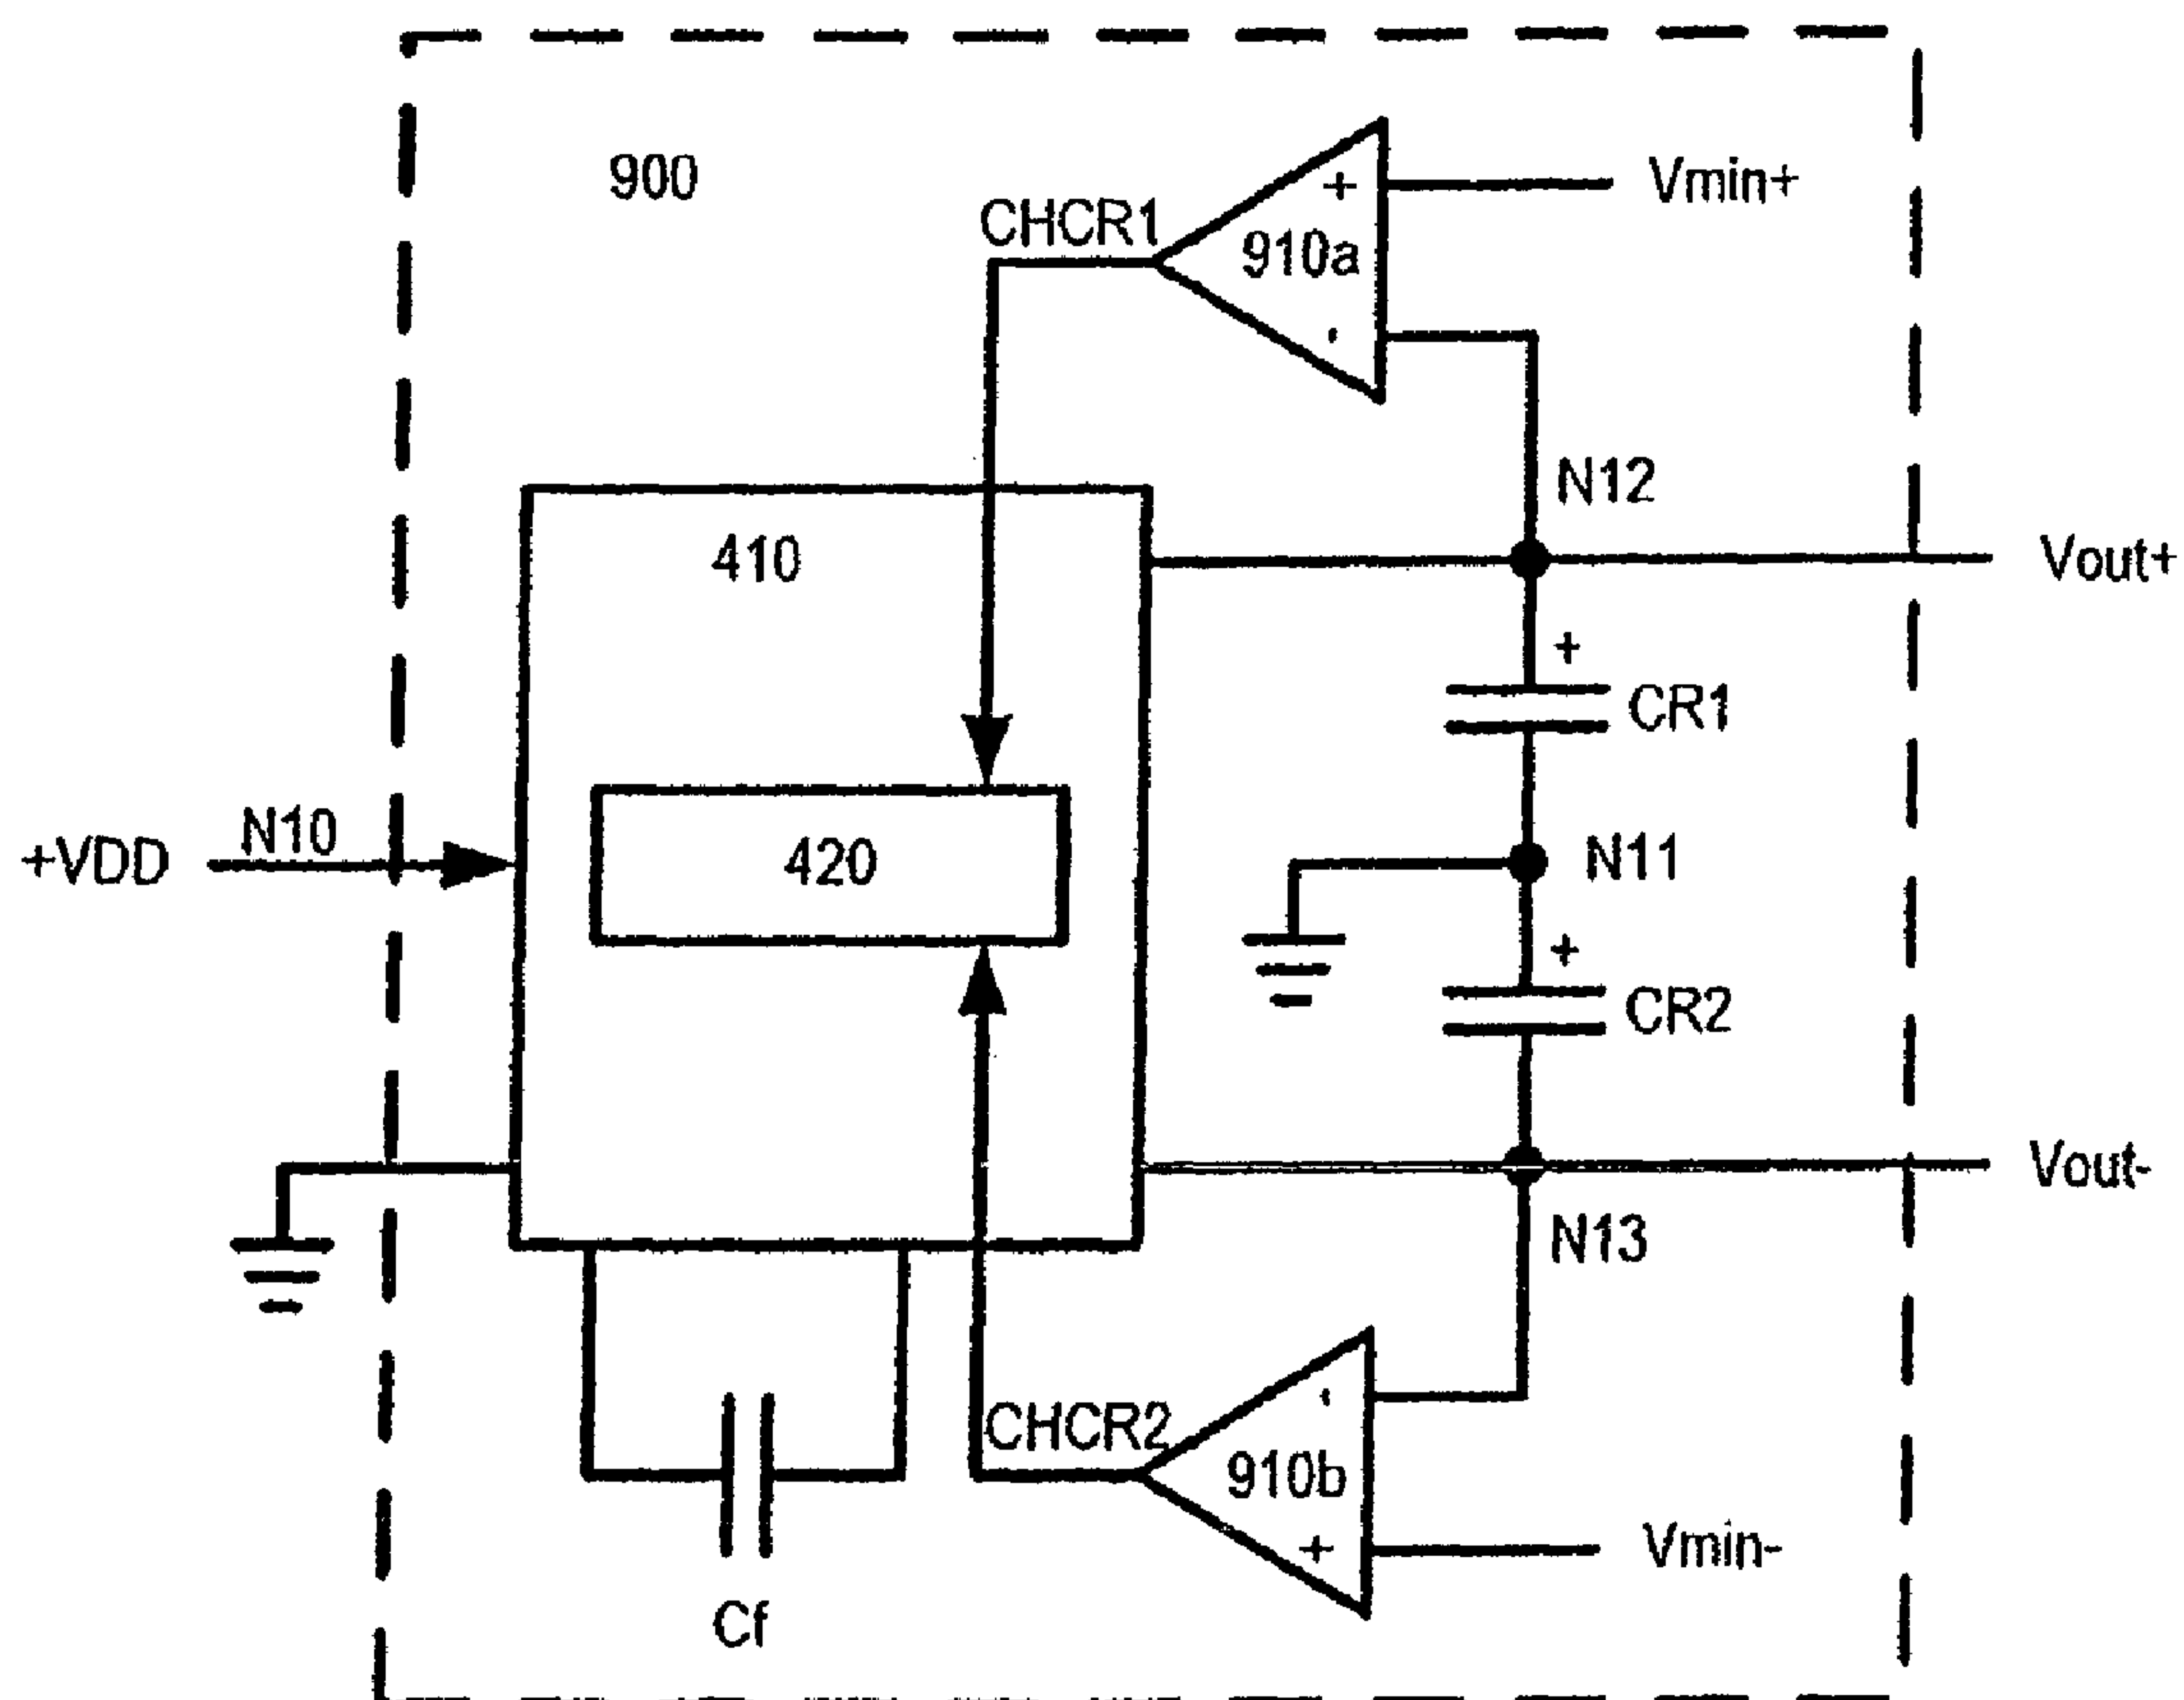 900
Vmin+
+
CHCR1
910a
-
N12
410
Vout+
+
CR1
N10
+VDD
420
N11
+
CR2
Vout-
N13
-
CHCR2
910b
+
Vmin-
Cf